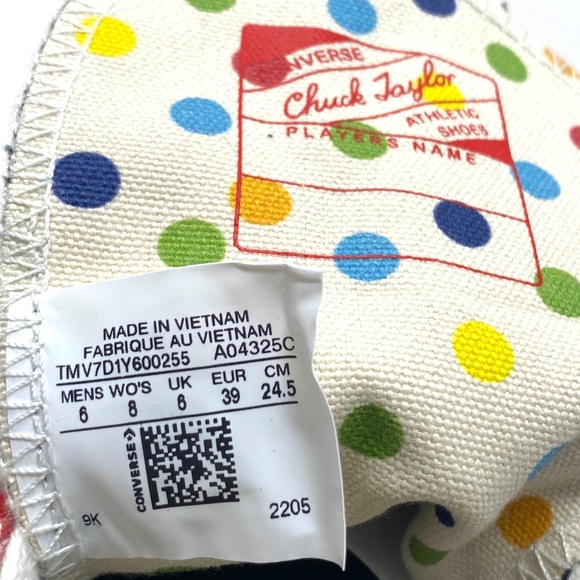 NVERSE
Chuck Taylor
ATHLETIC
SHOES
PLAYERS NAME
MADE IN VIETNAM
FABRIQUE AU VIETNAM
TMV7D1Y600255 A04325C
MENS WO'S UK EUR CM
6 8 6 39 24.5
CONVERSE
9K 2205